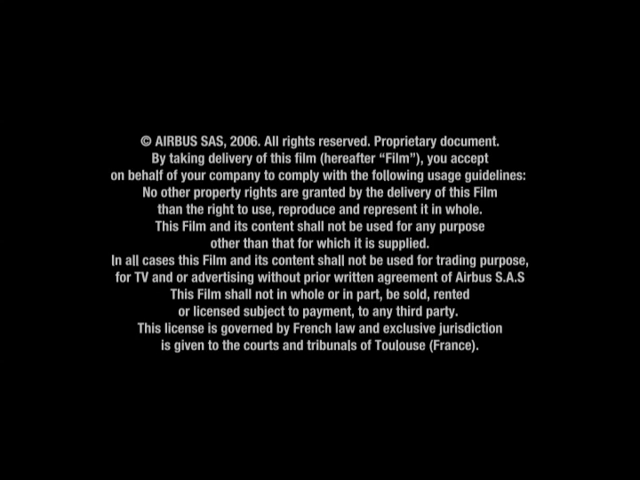 © AIRBUS SAS, 2006. All rights reserved. Proprietary document.
By taking delivery of this film (hereafter “Film”), you accept
on behalf of your company to comply with the following usage guidelines:
No other property rights are granted by the delivery of this Film
than the right to use, reproduce and represent it in whole.
This Film and its content shall not be used for any purpose
other than that for which it is supplied.
In all cases this Film and its content shall not be used for trading purpose,
for TV and or advertising without prior written agreement of Airbus S.A.S
This Film shall not in whole or in part, be sold, rented
or licensed subject to payment, to any third party.
This license is governed by French law and exclusive jurisdiction
is given to the courts and tribunals of Toulouse (France).